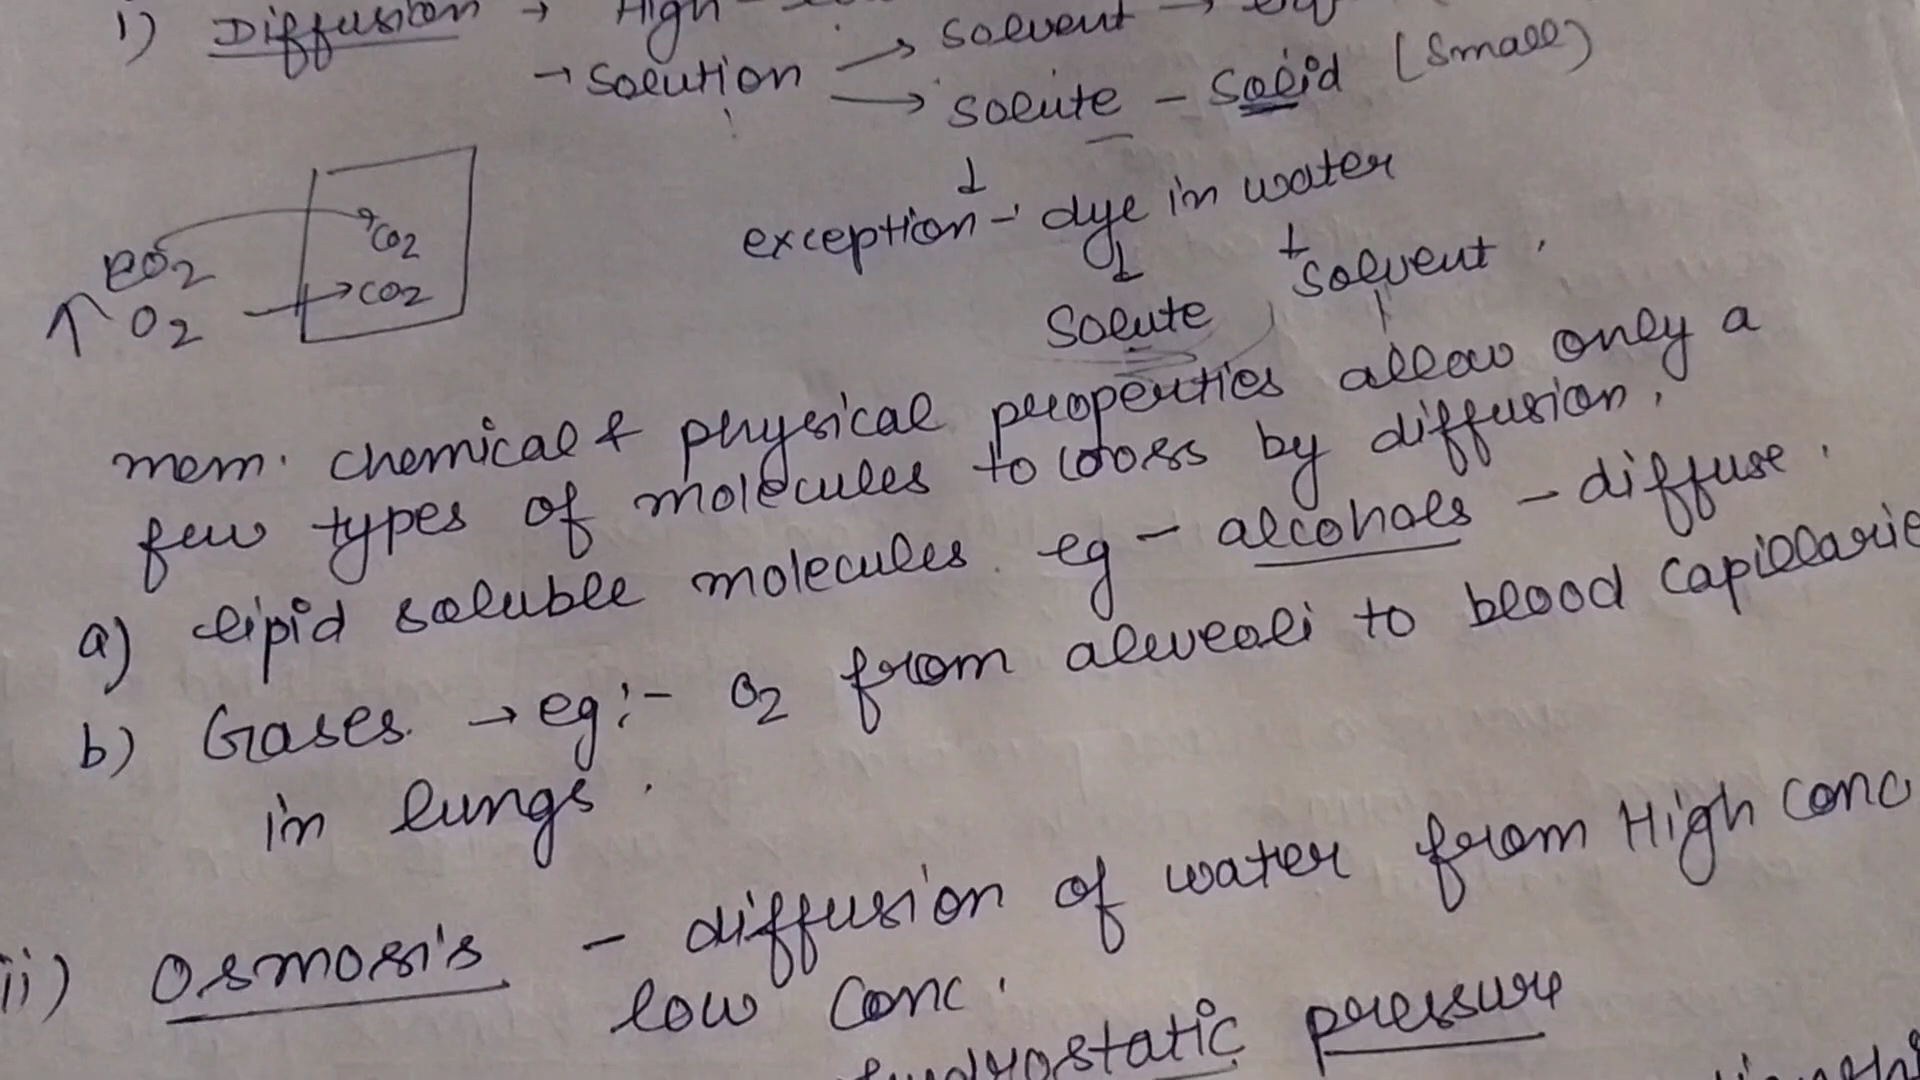 i) Diffusion → High
→ solution → solvent →
→ solute - solid (small)
↓
exception → dye in water
↓ ↓
solute solvent.
CO2
CO2
↑ O2 → CO2
mem. chemical & physical properties allow only a
few types of molecules to cross by diffusion.
a) lipid soluble molecules. eg - alcohols - diffuse.
b) Gases. → eg:- O2 from alveoli to blood capillarie
in lungs.
ii) Osmosis - diffusion of water from High conc
low conc.
hydrostatic pressure